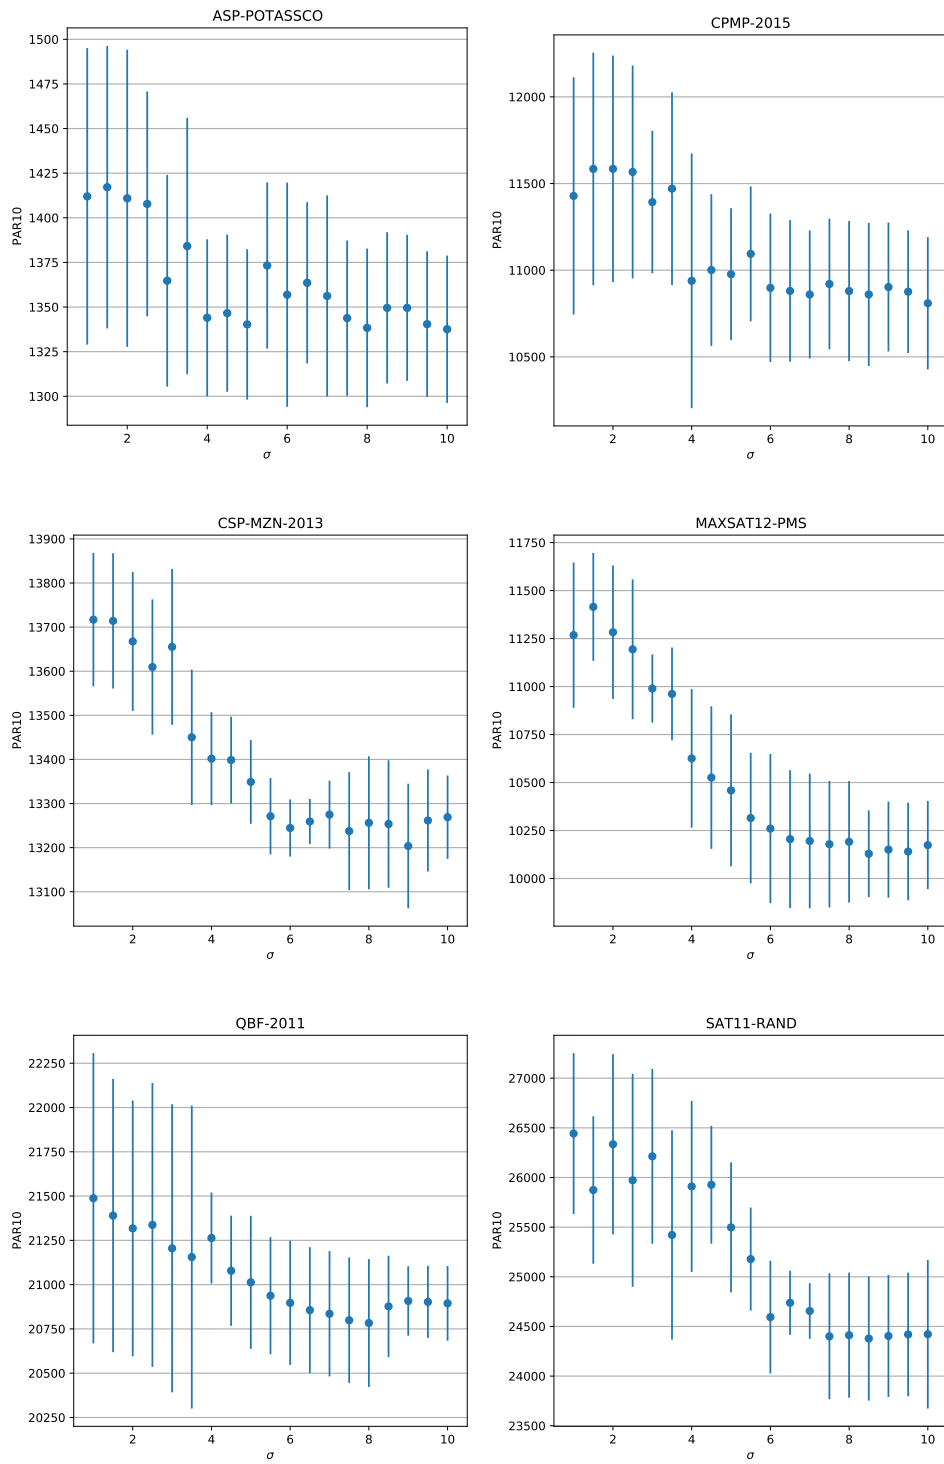 ASP-POTASSCO
1500
1475
1450
1425
1400
1375
1350
1325
1300
PAR10
2 4 6 8 10
σ
CPMP-2015
12000
11500
11000
10500
PAR10
2 4 6 8 10
σ
CSP-MZN-2013
13900
13800
13700
13600
13500
13400
13300
13200
13100
PAR10
2 4 6 8 10
σ
MAXSAT12-PMS
11750
11500
11250
11000
10750
10500
10250
10000
PAR10
2 4 6 8 10
σ
QBF-2011
22250
22000
21750
21500
21250
21000
20750
20500
20250
PAR10
2 4 6 8 10
σ
SAT11-RAND
27000
26500
26000
25500
25000
24500
24000
23500
PAR10
2 4 6 8 10
σ